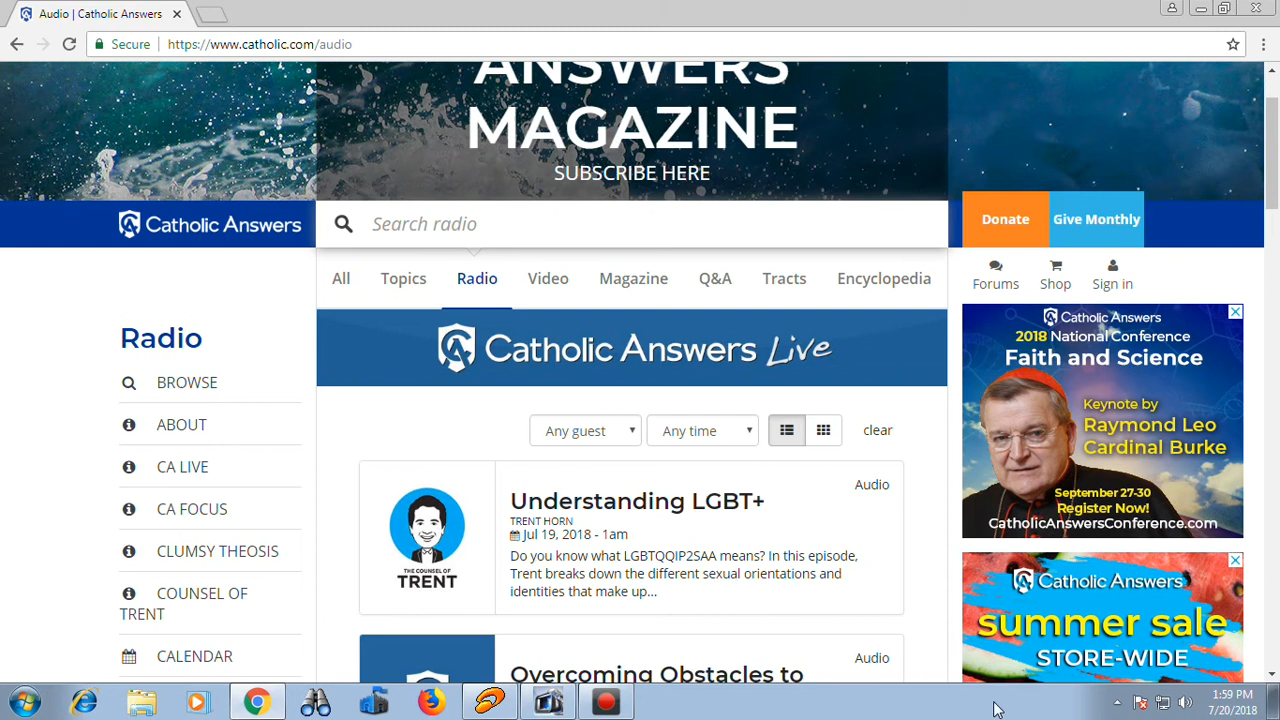 Audio | Catholic Answers
Secure
https://www.catholic.com/audio
ANSWERS
MAGAZINE
SUBSCRIBE HERE
Catholic Answers
Search radio
Donate
Give Monthly
All
Topics
Radio
Video
Magazine
Q&A
Tracts
Encyclopedia
Forums
Shop
Sign in
Radio
BROWSE
ABOUT
CA LIVE
CA FOCUS
CLUMSY THEOSIS
COUNSEL OF
TRENT
CALENDAR
Catholic Answers Live
Any guest
Any time
clear
THE COUNSEL OF
TRENT
Understanding LGBT+
Audio
TRENT HORN
Jul 19, 2018 - 1am
Do you know what LGBTQQIP2SAA means? In this episode,
Trent breaks down the different sexual orientations and
identities that make up...
Overcoming Obstacles to
Audio
Catholic Answers
2018 National Conference
Faith and Science
Keynote by
Raymond Leo
Cardinal Burke
September 27-30
Register Now!
CatholicAnswersConference.com
Catholic Answers
summer sale
STORE-WIDE
1:59 PM
7/20/2018